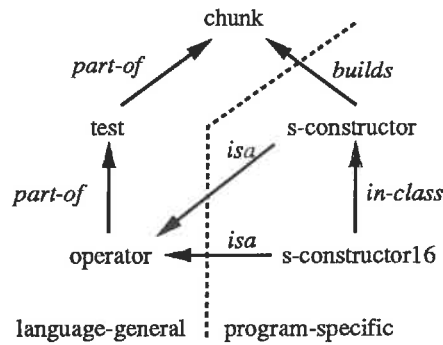 chunk
part-of
builds
test
s-constructor
isa
part-of
in-class
isa
operator
s-constructor16
language-general
program-specific